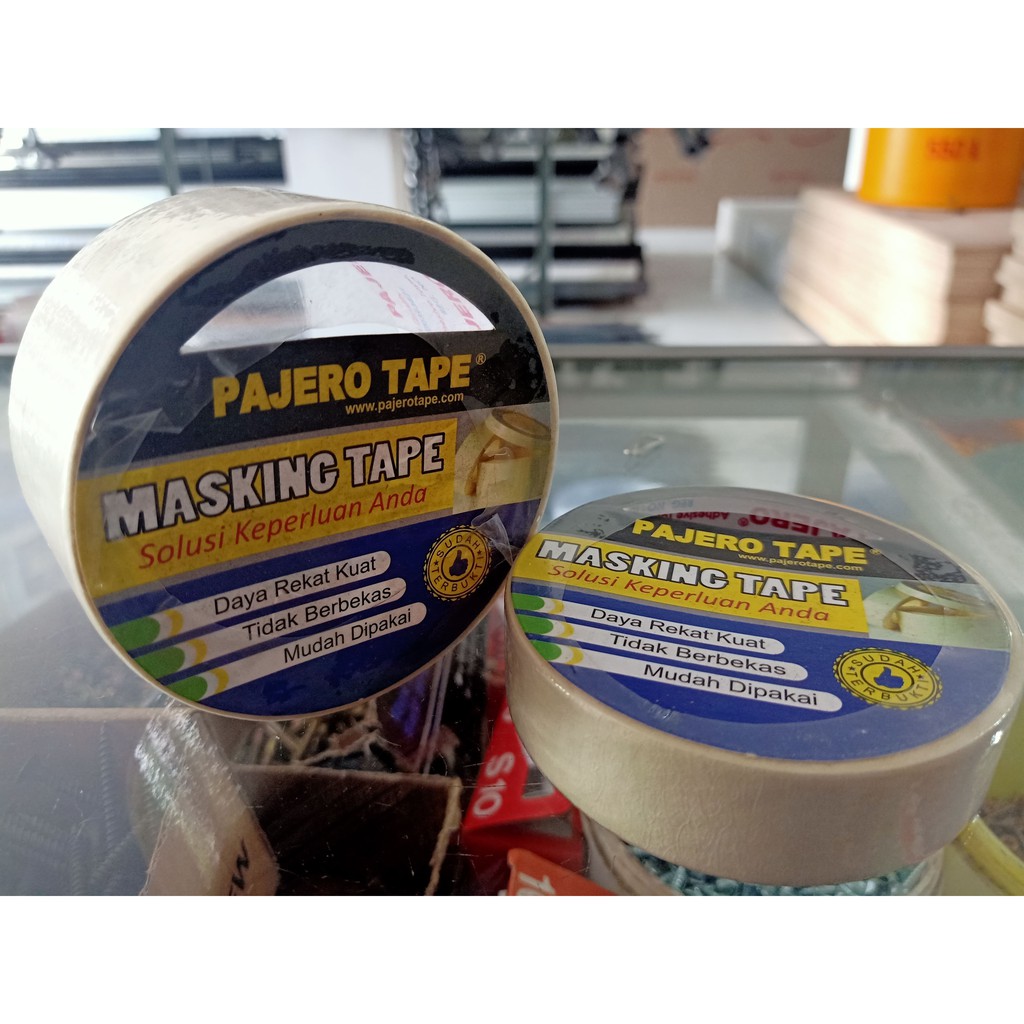 PAJERO TAPE®
www.pajerotape.com
MASKING TAPE
Solusi Keperluan Anda
Daya Rekat Kuat
Tidak Berbekas
Mudah Dipakai
SUDAH TERBUKTI
PAJERO TAPE®
www.pajerotape.com
MASKING TAPE
Solusi Keperluan Anda
Daya Rekat Kuat
Tidak Berbekas
Mudah Dipakai
SUDAH TERBUKTI
S10